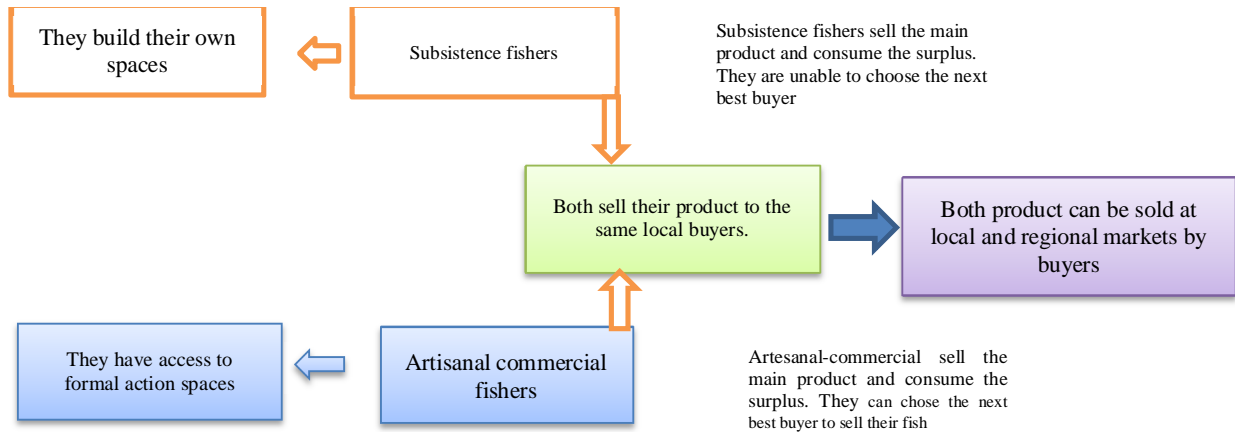 They build their own
spaces
Subsistence fishers
Subsistence fishers sell the main
product and consume the surplus.
They are unable to choose the next
best buyer
Both sell their product to the
same local buyers.
Both product can be sold at
local and regional markets by
buyers
They have access to
formal action spaces
Artisanal commercial
fishers
Artesanal-commercial sell the
main product and consume the
surplus. They can chose the next
best buyer to sell their fish